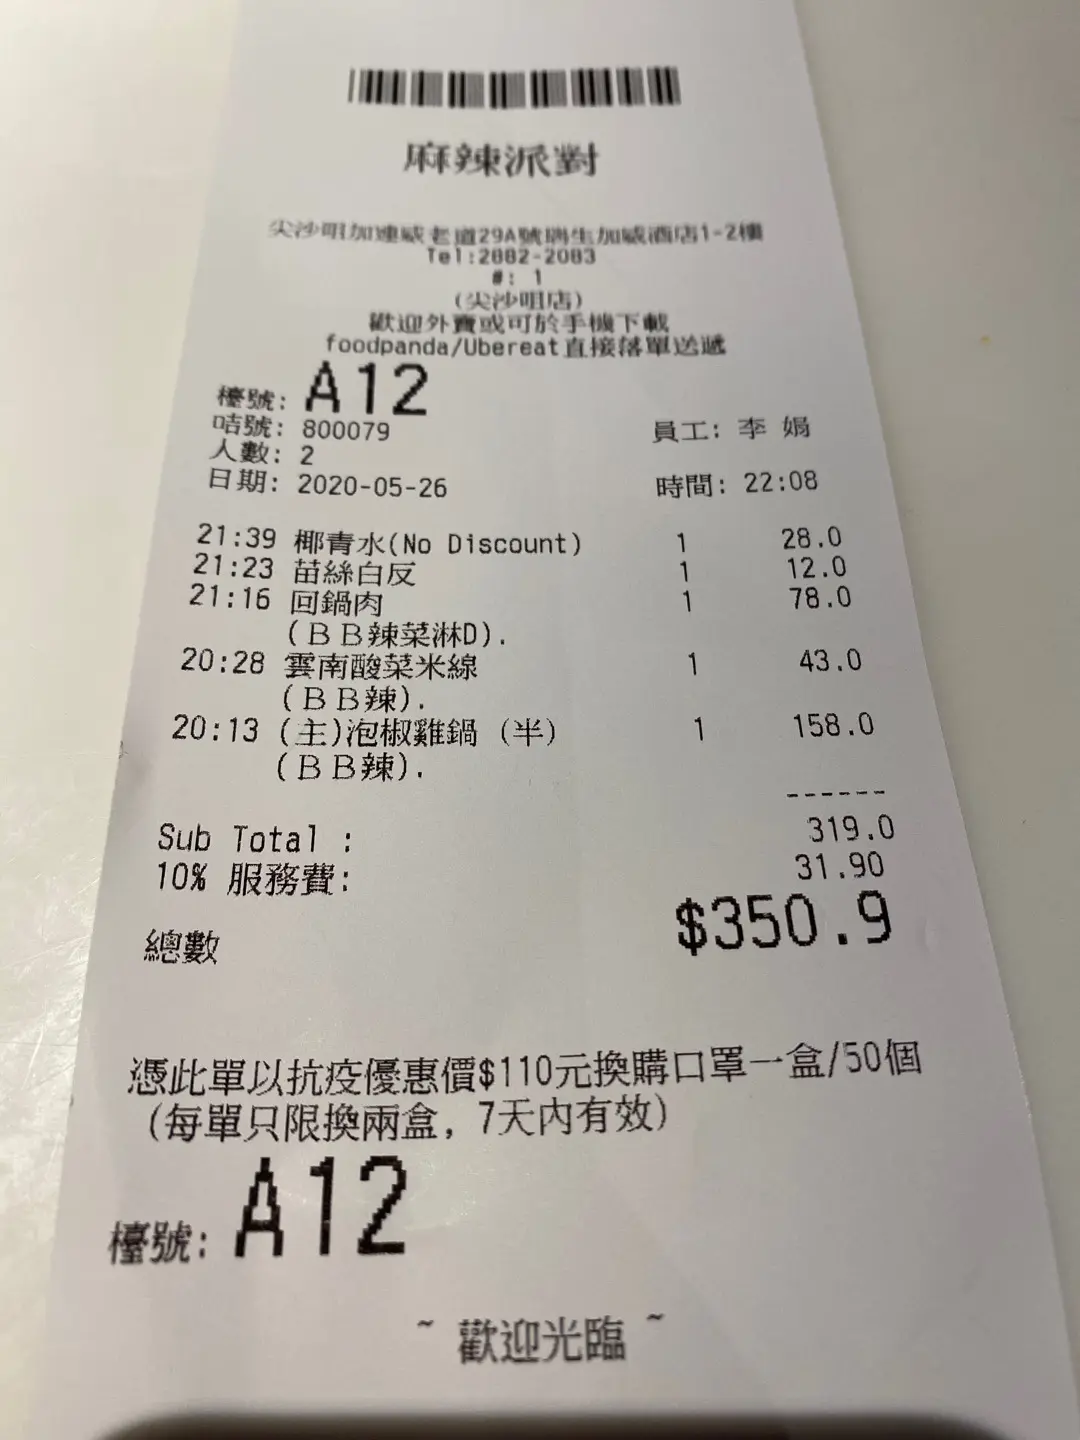 麻辣派對
尖沙咀加連威老道29A號瑞生加威酒店1-2樓
Tel:2882-2083
#: 1
(尖沙咀店)
歡迎外賣或可於手機下載
foodpanda/Ubereat直接落單送遞
檯號: A12
咭號: 800079 員工: 李 娟
人數: 2
日期: 2020-05-26 時間: 22:08
21:39 椰青水(No Discount) 1 28.0
21:23 苗絲白反 1 12.0
21:16 回鍋肉 1 78.0
(ＢＢ辣菜淋D).
20:28 雲南酸菜米線 1 43.0
(ＢＢ辣).
20:13 (主)泡椒雞鍋 (半) 1 158.0
(ＢＢ辣).
------
Sub Total : 319.0
10% 服務費: 31.90
總數 $350.9
憑此單以抗疫優惠價$110元換購口罩一盒/50個
(每單只限換兩盒, 7天內有效)
檯號: A12
~ 歡迎光臨 ~